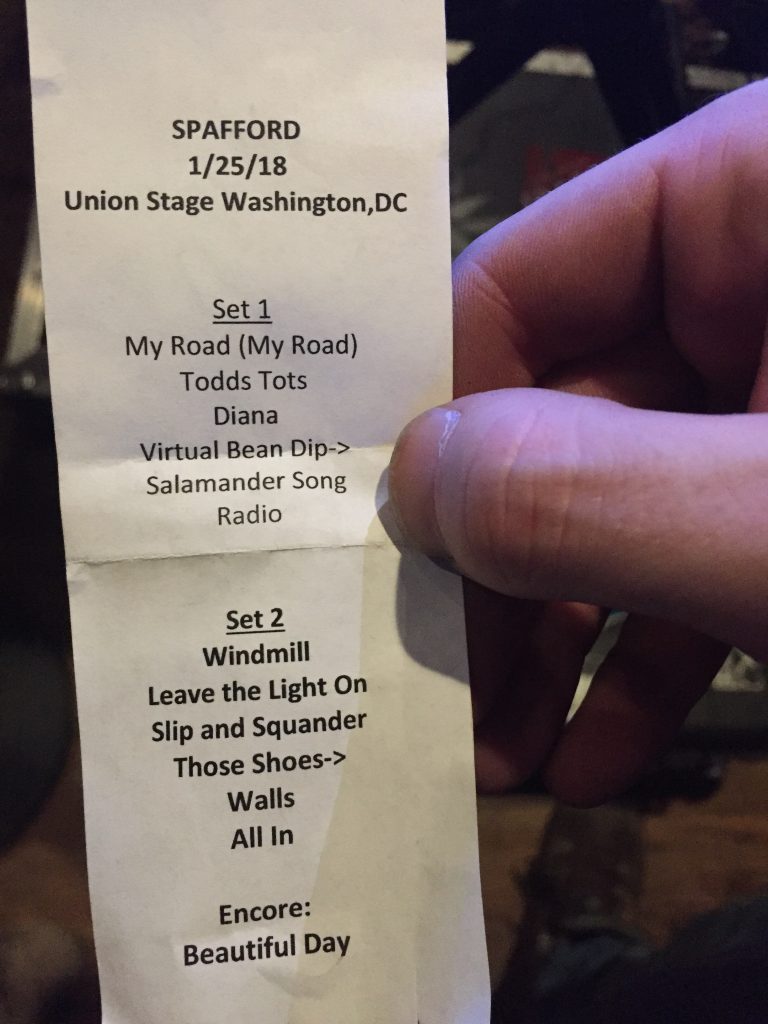 SPAFFORD
1/25/18
Union Stage Washington,DC
Set 1
My Road (My Road)
Todds Tots
Diana
Virtual Bean Dip->
Salamander Song
Radio
Set 2
Windmill
Leave the Light On
Slip and Squander
Those Shoes->
Walls
All In
Encore:
Beautiful Day